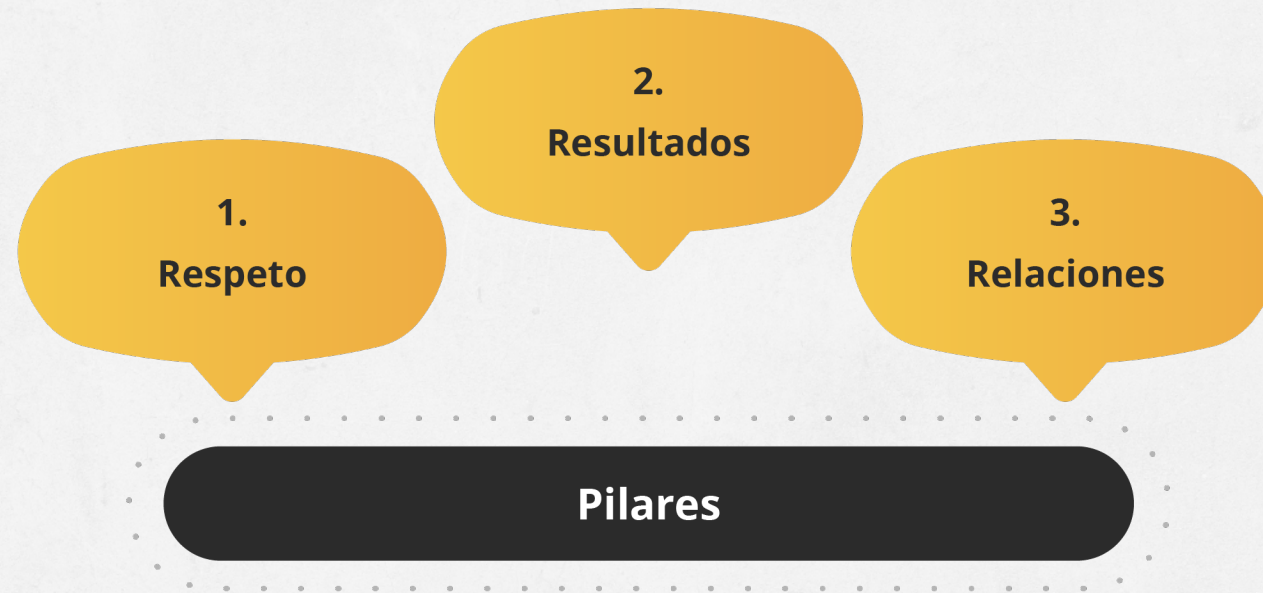 1.
Respeto
2.
Resultados
3.
Relaciones
Pilares